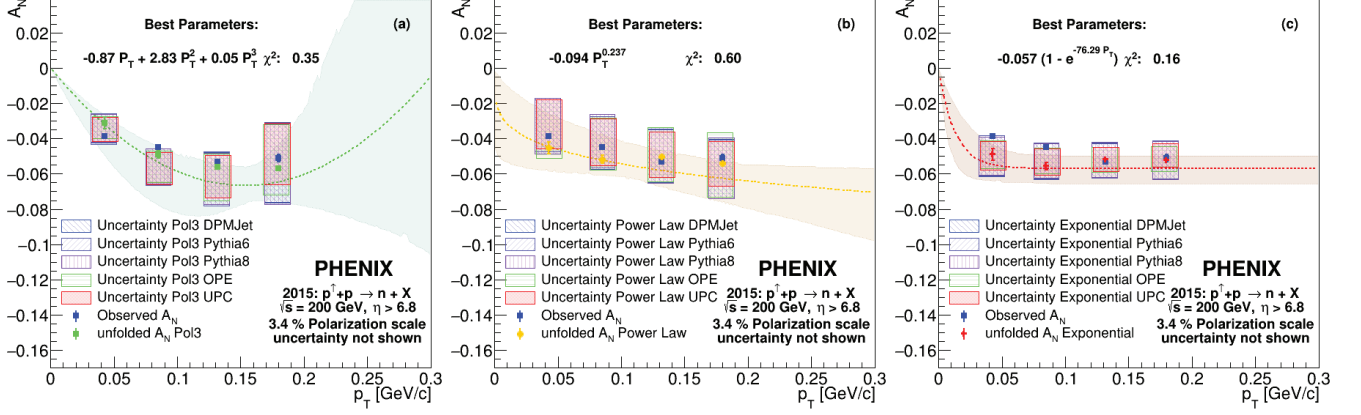 A_N
(a)
Best Parameters:
-0.87 P_T + 2.83 P_T^2 + 0.05 P_T^3 χ²: 0.35
0.02
0
−0.02
−0.04
−0.06
−0.08
−0.1
−0.12
−0.14
−0.16
Uncertainty Pol3 DPMJet
Uncertainty Pol3 Pythia6
Uncertainty Pol3 Pythia8
Uncertainty Pol3 OPE
Uncertainty Pol3 UPC
Observed A_N
unfolded A_N Pol3
PHENIX
2015: p^↑+p → n + X
√s = 200 GeV, η > 6.8
3.4 % Polarization scale
uncertainty not shown
0 0.05 0.1 0.15 0.2 0.25 0.3
p_T [GeV/c]
A_N
(b)
Best Parameters:
-0.094 P_T^0.237 χ²: 0.60
0.02
0
−0.02
−0.04
−0.06
−0.08
−0.1
−0.12
−0.14
−0.16
Uncertainty Power Law DPMJet
Uncertainty Power Law Pythia6
Uncertainty Power Law Pythia8
Uncertainty Power Law OPE
Uncertainty Power Law UPC
Observed A_N
unfolded A_N Power Law
PHENIX
2015: p^↑+p → n + X
√s = 200 GeV, η > 6.8
3.4 % Polarization scale
uncertainty not shown
0 0.05 0.1 0.15 0.2 0.25 0.3
p_T [GeV/c]
A_N
(c)
Best Parameters:
-0.057 (1 - e^-76.29 P_T) χ²: 0.16
0.02
0
−0.02
−0.04
−0.06
−0.08
−0.1
−0.12
−0.14
−0.16
Uncertainty Exponential DPMJet
Uncertainty Exponential Pythia6
Uncertainty Exponential Pythia8
Uncertainty Exponential OPE
Uncertainty Exponential UPC
Observed A_N
unfolded A_N Exponential
PHENIX
2015: p^↑+p → n + X
√s = 200 GeV, η > 6.8
3.4 % Polarization scale
uncertainty not shown
0 0.05 0.1 0.15 0.2 0.25 0.3
p_T [GeV/c]